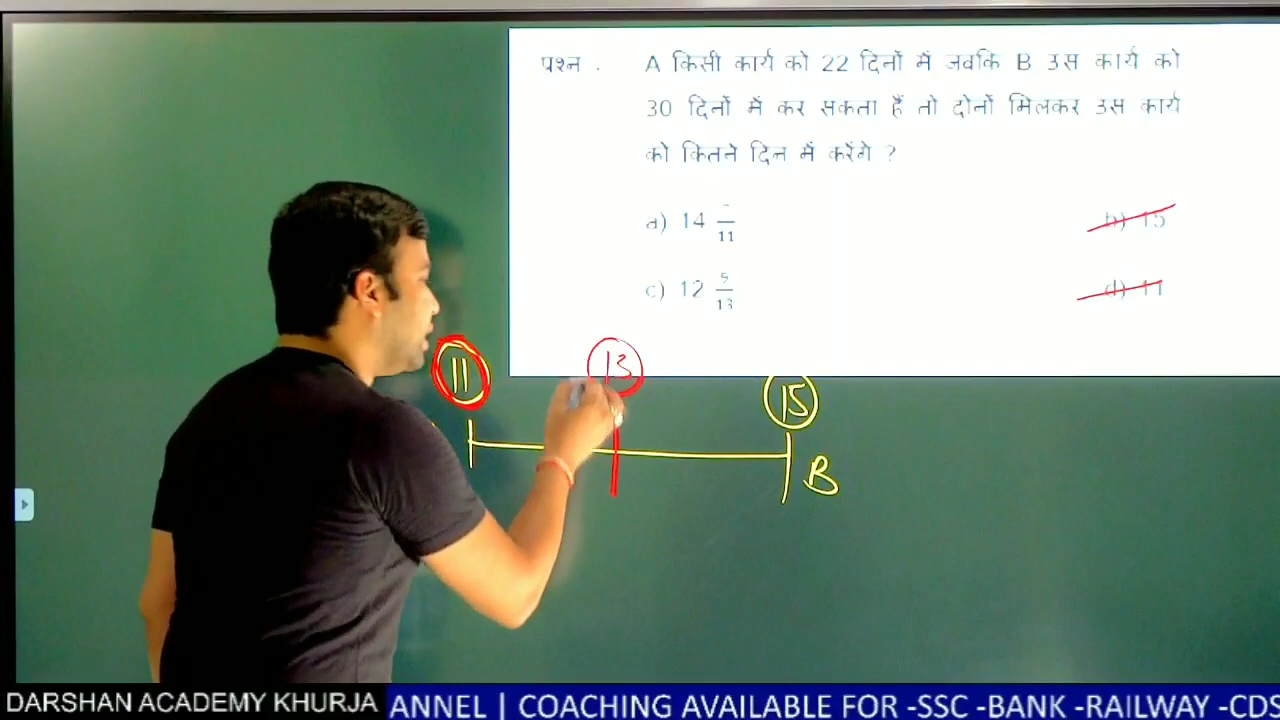 प्रश्न . A किसी कार्य को 22 दिनों में जबकि B उस कार्य को
30 दिनों में कर सकता हैं तो दोनों मिलकर उस कार्य
को कितने दिन में करेंगे ?
a) 14 /11
b) 15
c) 12 9/13
d) 11
11 13 15
B
DARSHAN ACADEMY KHURJA ANNEL | COACHING AVAILABLE FOR -SSC -BANK -RAILWAY -CDS